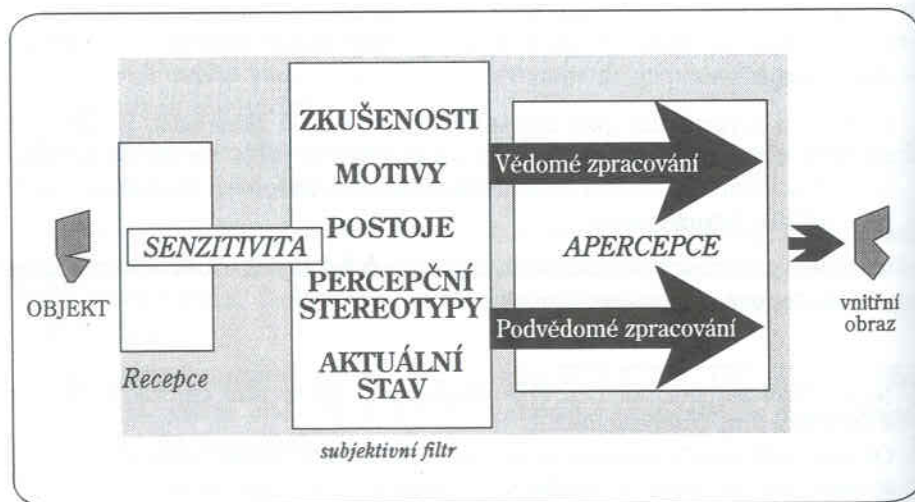 OBJEKT
SENZITIVITA
Recepce
ZKUŠENOSTI
MOTIVY
POSTOJE
PERCEPČNÍ
STEREOTYPY
AKTUÁLNÍ
STAV
subjektivní filtr
Vědomé zpracování
APERCEPCE
Podvědomé zpracování
vnitřní
obraz